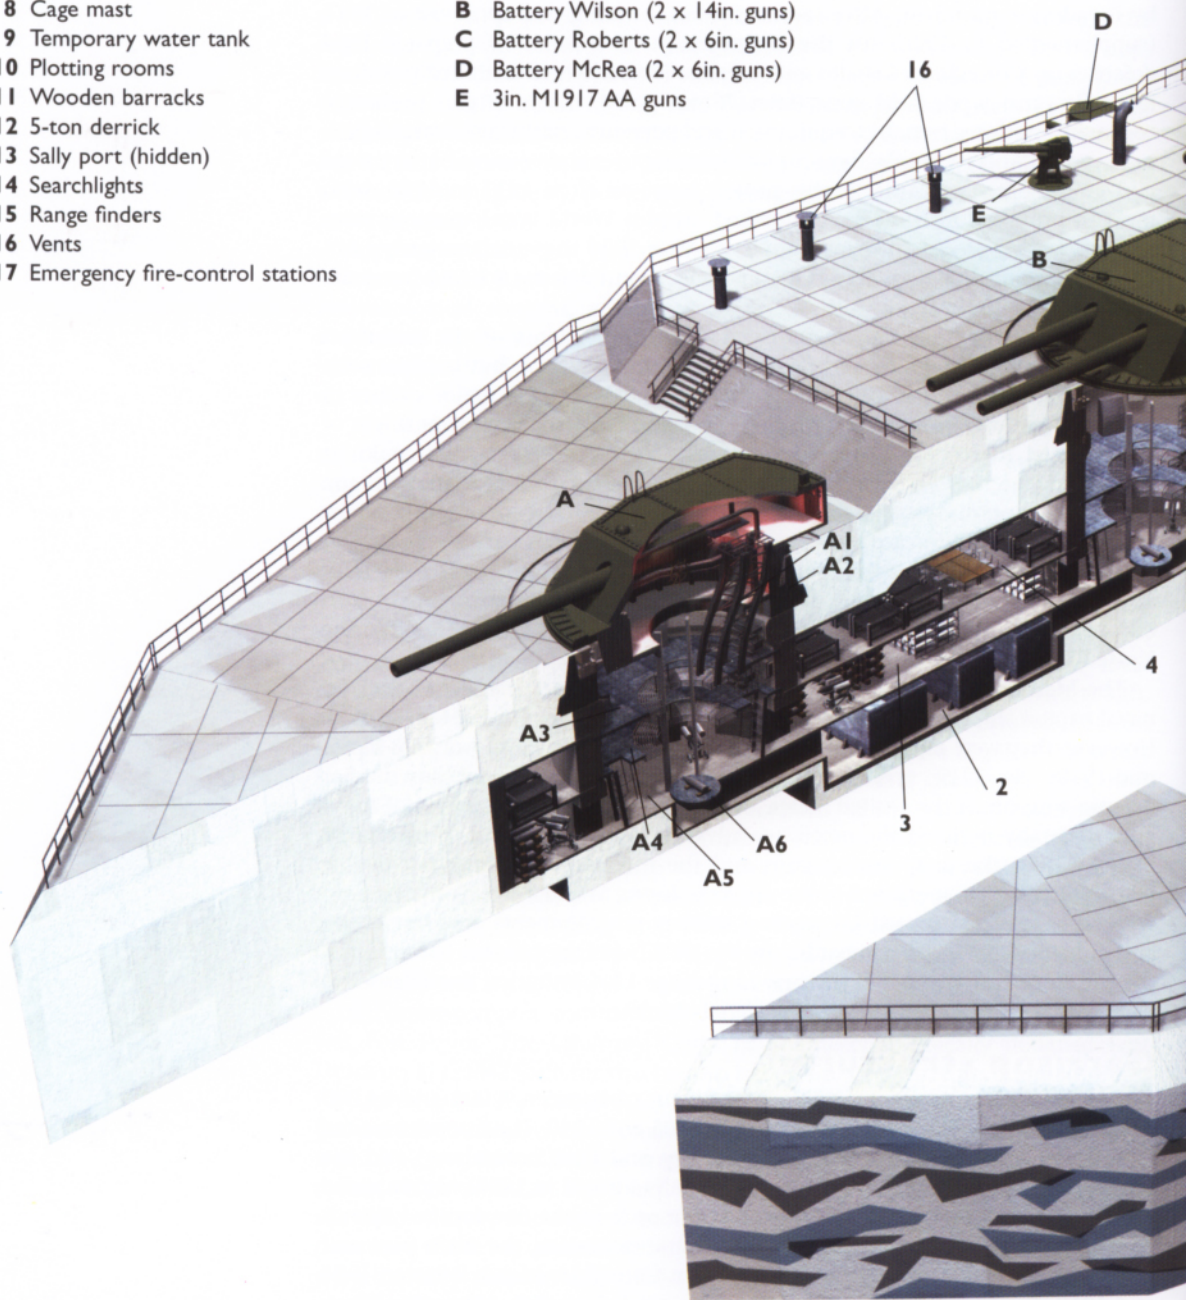 8 Cage mast
9 Temporary water tank
10 Plotting rooms
11 Wooden barracks
12 5-ton derrick
13 Sally port (hidden)
14 Searchlights
15 Range finders
16 Vents
17 Emergency fire-control stations
B Battery Wilson (2 x 14in. guns)
C Battery Roberts (2 x 6in. guns)
D Battery McRea (2 x 6in. guns)
E 3in. M1917 AA guns
D
16
E
B
A
A1
A2
4
A3
2
3
A4
A6
A5